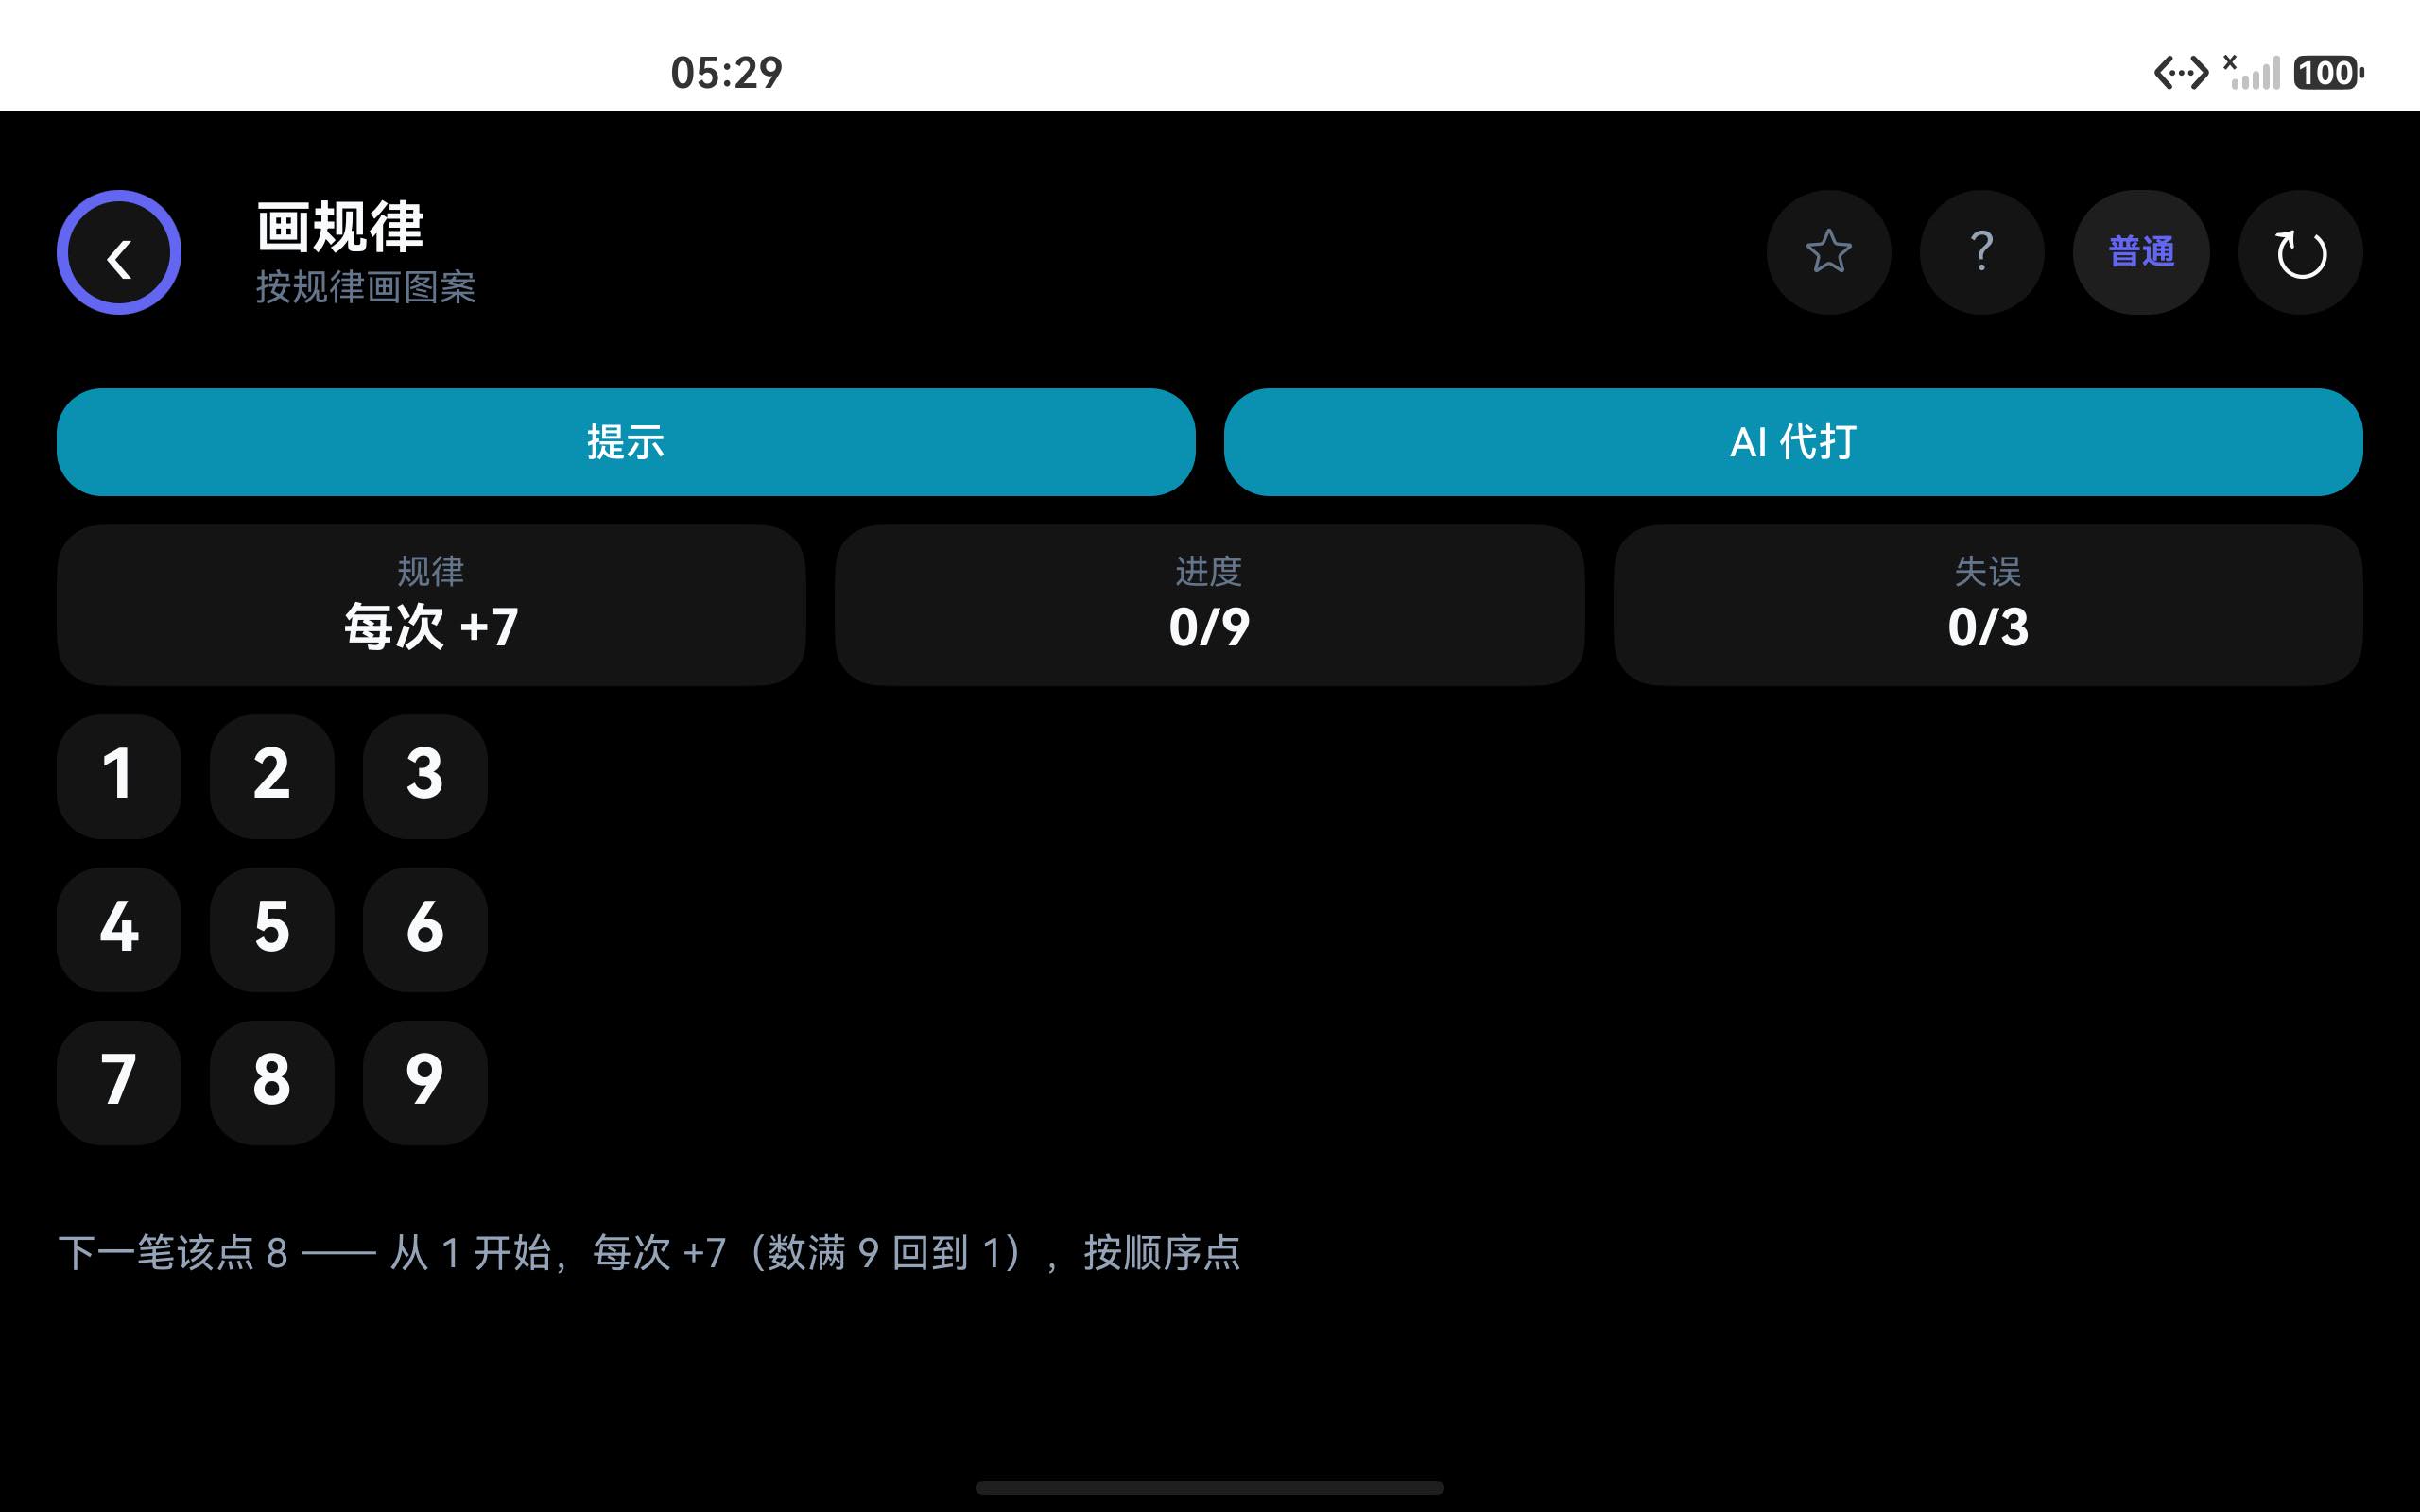 05:29
100
画规律
按规律画图案
?
普通
提示
AI 代打
规律
每次 +7
进度
0/9
失误
0/3
1 2 3
4 5 6
7 8 9
下一笔该点 8 —— 从 1 开始，每次 +7（数满 9 回到 1），按顺序点